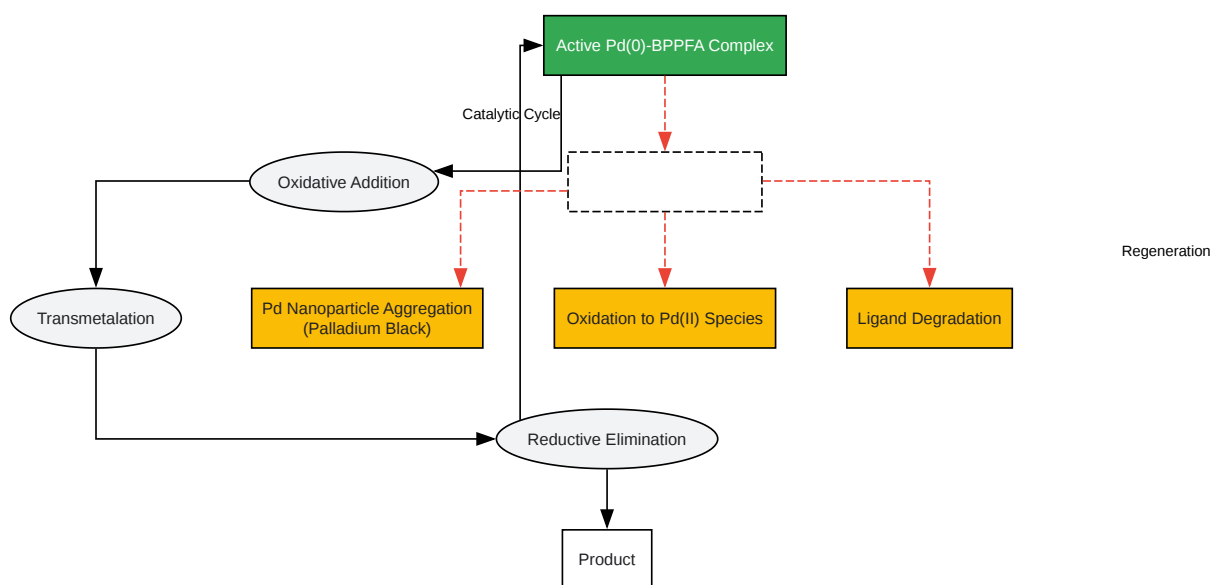 Active Pd(0)-BPPFA Complex
Catalytic Cycle
Oxidative Addition
Regeneration
Transmetalation
Pd Nanoparticle Aggregation
(Palladium Black)
Oxidation to Pd(II) Species
Ligand Degradation
Reductive Elimination
Product